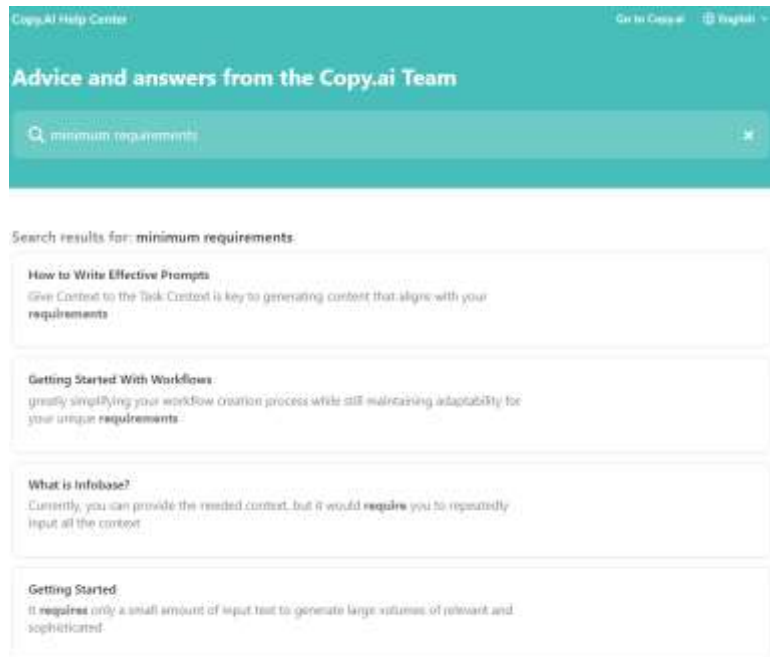 Copy.AI Help Center
Go to Copy.ai
English
Advice and answers from the Copy.ai Team
minimum requirements
Search results for: minimum requirements
How to Write Effective Prompts
Give Context to the Task Context is key to generating content that aligns with your
requirements
Getting Started With Workflows
greatly simplifying your workflow creation process while still maintaining adaptability for
your unique requirements
What is Infobase?
Currently, you can provide the needed context, but it would require you to repeatedly
input all the context
Getting Started
It requires only a small amount of input text to generate large volumes of relevant and
sophisticated